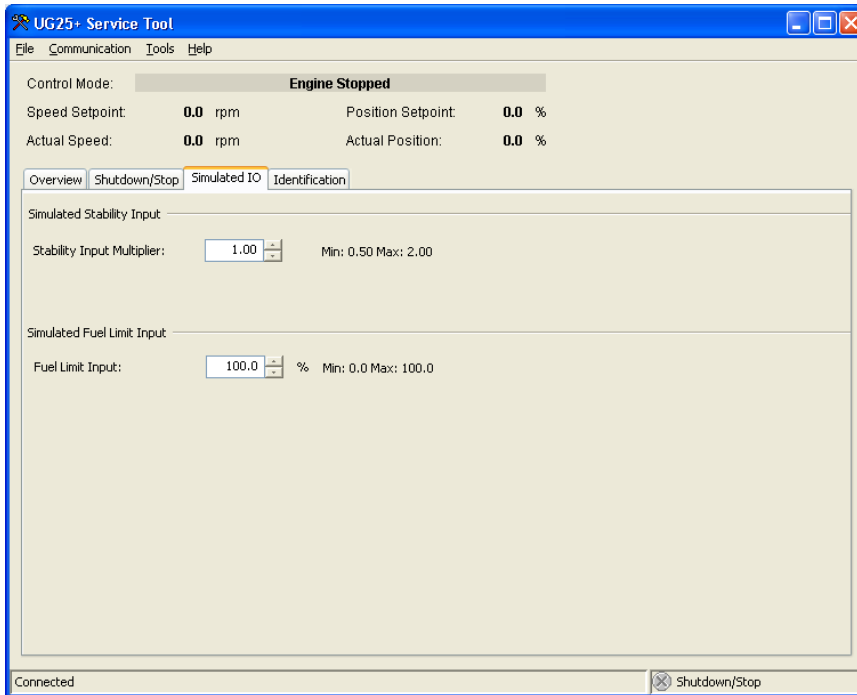 UG25+ Service Tool
File Communication Tools Help
Control Mode: Engine Stopped
Speed Setpoint: 0.0 rpm Position Setpoint: 0.0 %
Actual Speed: 0.0 rpm Actual Position: 0.0 %
Overview Shutdown/Stop Simulated IO Identification
Simulated Stability Input
Stability Input Multiplier: 1.00 Min: 0.50 Max: 2.00
Simulated Fuel Limit Input
Fuel Limit Input: 100.0 % Min: 0.0 Max: 100.0
Connected Shutdown/Stop